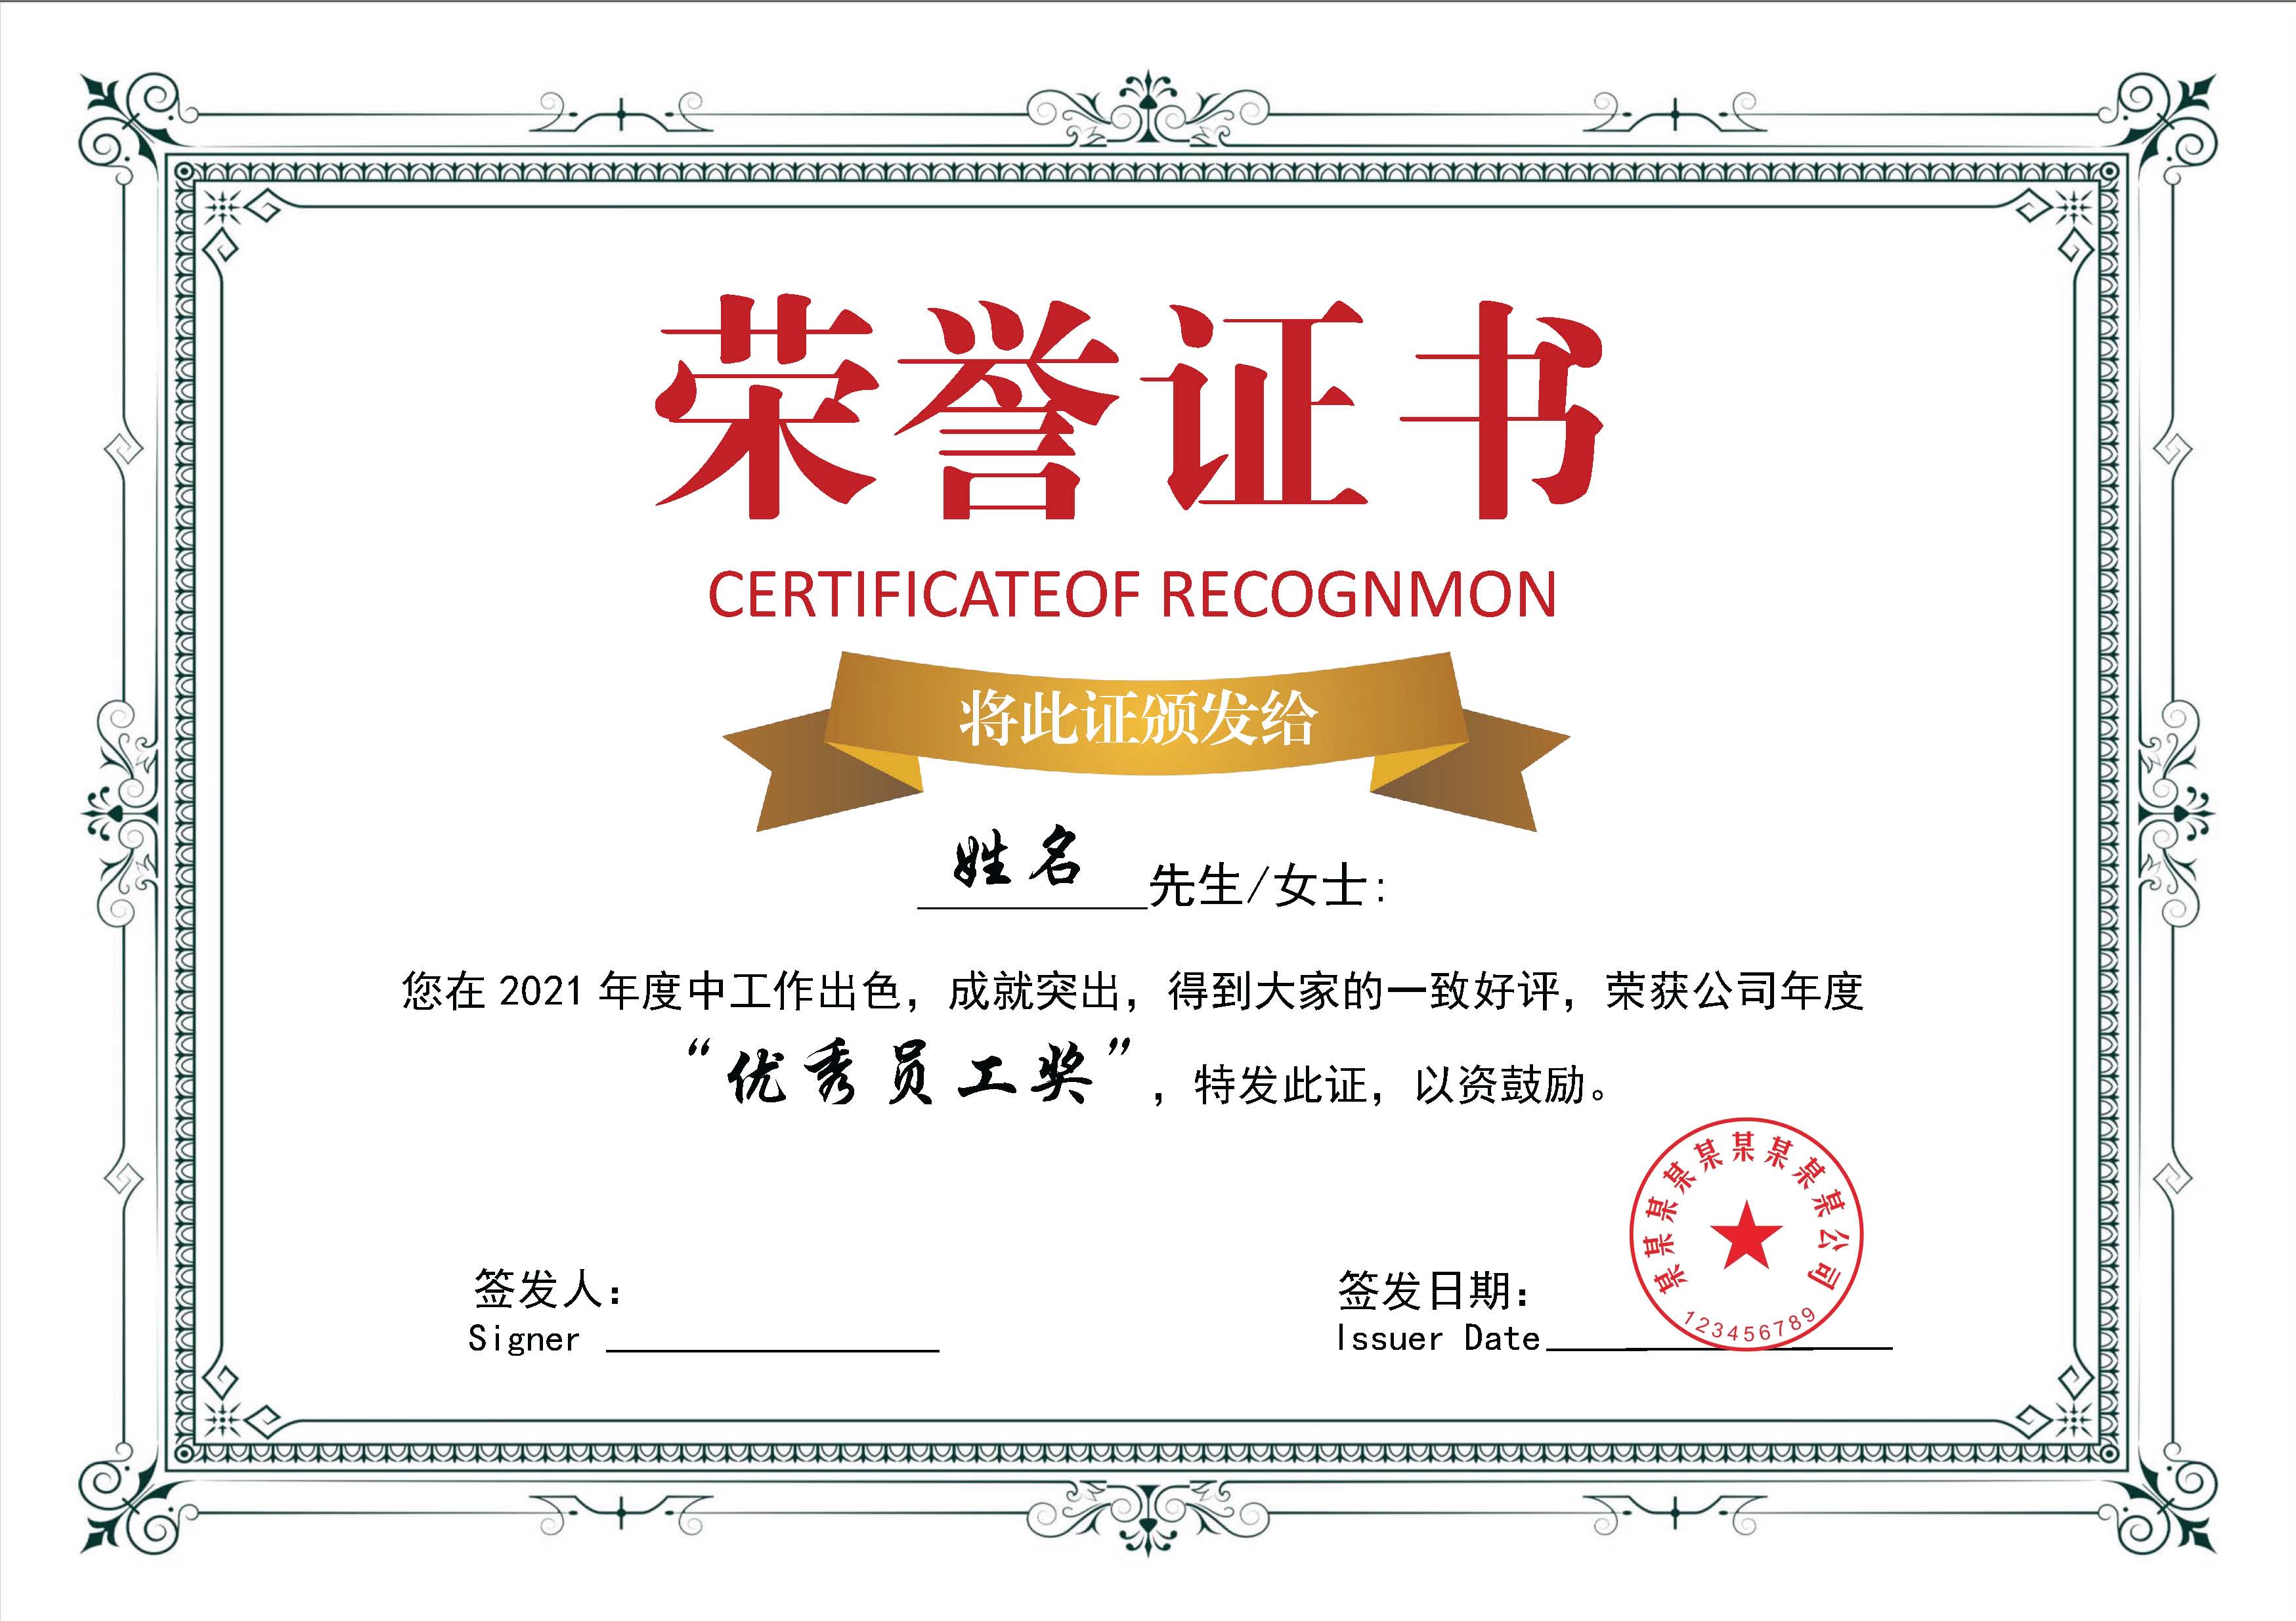 荣誉证书
CERTIFICATEOF RECOGNMON
将此证颁发给
姓名 先生/女士:
您在 2021 年度中工作出色，成就突出，得到大家的一致好评，荣获公司年度
“优秀员工奖”，特发此证，以资鼓励。
某某某某某某某某某公司
123456789
签发人：
Signer
签发日期：
Issuer Date